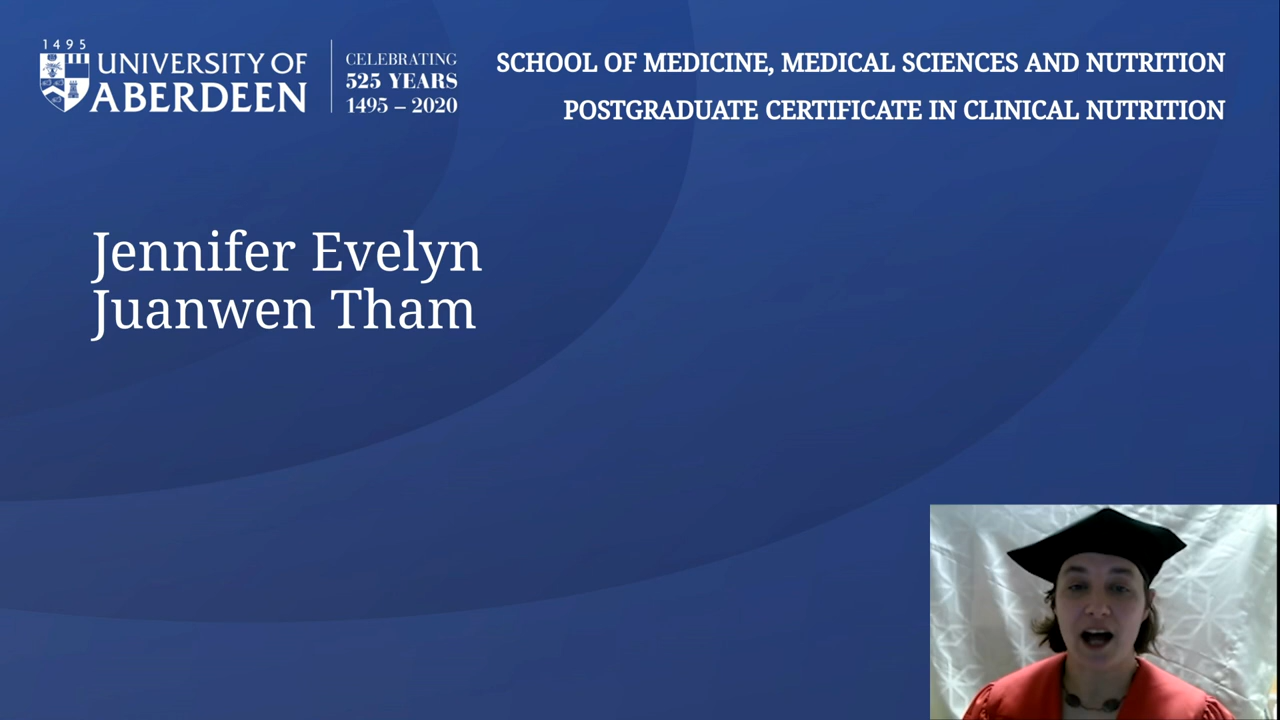 1495
UNIVERSITY OF
ABERDEEN
CELEBRATING
525 YEARS
1495 – 2020
SCHOOL OF MEDICINE, MEDICAL SCIENCES AND NUTRITION
POSTGRADUATE CERTIFICATE IN CLINICAL NUTRITION
Jennifer Evelyn
Juanwen Tham